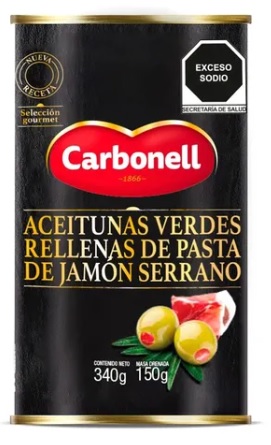 NUEVA
RECETA
Selección
gourmet
EXCESO
SODIO
SECRETARÍA DE SALUD
Carbonell
1866
ACEITUNAS VERDES
RELLENAS DE PASTA
DE JAMÓN SERRANO
CONTENIDO NETO
340g
MASA DRENADA
150g